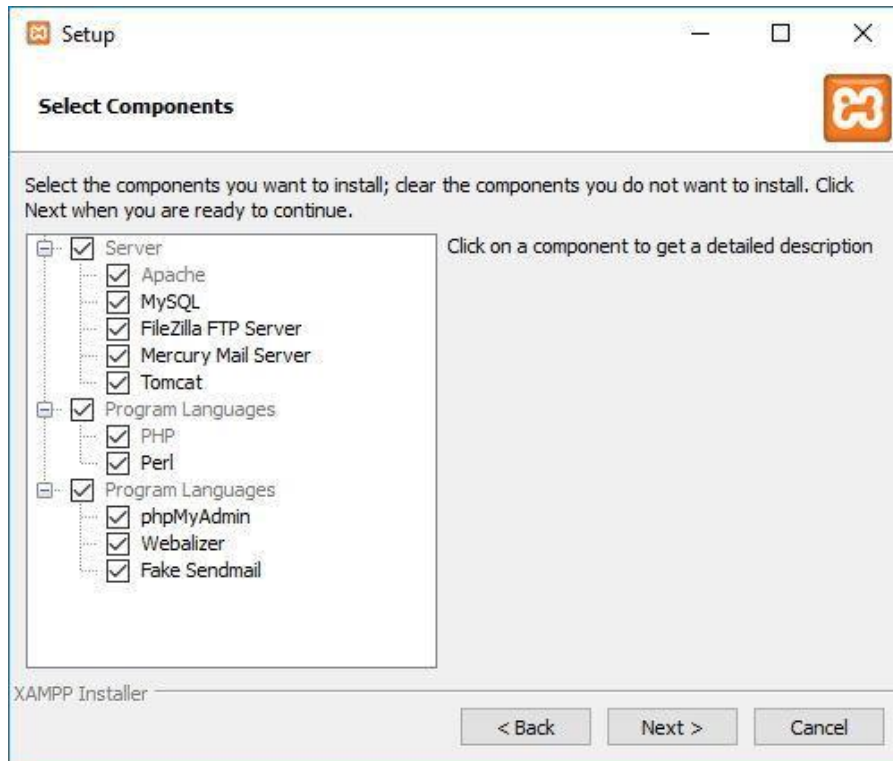 Setup
Select Components
Select the components you want to install; clear the components you do not want to install. Click
Next when you are ready to continue.
Server
Apache
MySQL
FileZilla FTP Server
Mercury Mail Server
Tomcat
Program Languages
PHP
Perl
Program Languages
phpMyAdmin
Webalizer
Fake Sendmail
Click on a component to get a detailed description
XAMPP Installer
< Back
Next >
Cancel